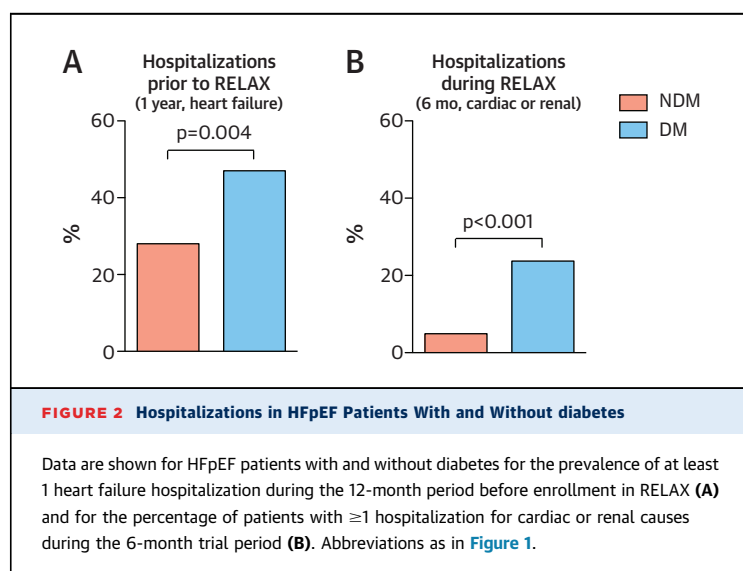 A
Hospitalizations
prior to RELAX
(1 year, heart failure)
60
p=0.004
40
%
20
0
B
Hospitalizations
during RELAX
(6 mo, cardiac or renal)
60
40
p<0.001
%
20
0
NDM
DM
FIGURE 2 Hospitalizations in HFpEF Patients With and Without diabetes
Data are shown for HFpEF patients with and without diabetes for the prevalence of at least
1 heart failure hospitalization during the 12-month period before enrollment in RELAX (A)
and for the percentage of patients with ≥1 hospitalization for cardiac or renal causes
during the 6-month trial period (B). Abbreviations as in Figure 1.